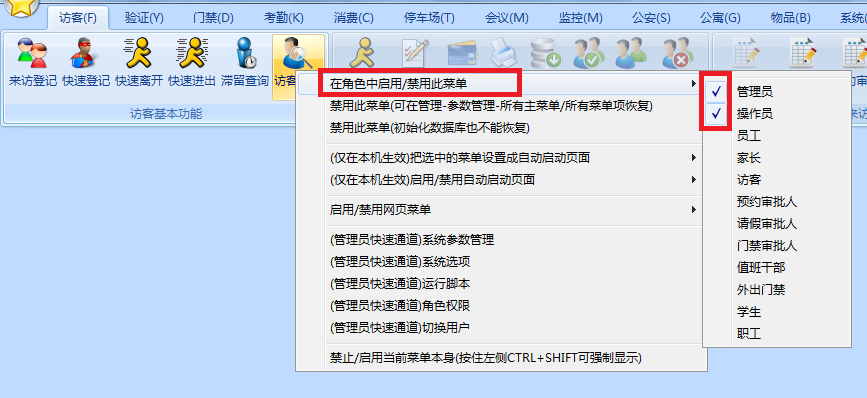 访客(F) 验证(Y) 门禁(D) 考勤(K) 消费(C) 停车场(T) 会议(M) 监控(M) 公安(S) 公寓(G) 物品(B) 系统
来访登记 快速登记 快速离开 快速进出 滞留查询 访客
访客基本功能
在角色中启用/禁用此菜单
禁用此菜单(可在管理-参数管理-所有主菜单/所有菜单项恢复)
禁用此菜单(初始化数据库也不能恢复)
(仅在本机生效)把选中的菜单设置成自动启动页面
(仅在本机生效)启用/禁用自动启动页面
启用/禁用网页菜单
(管理员快速通道)系统参数管理
(管理员快速通道)系统选项
(管理员快速通道)运行脚本
(管理员快速通道)角色权限
(管理员快速通道)切换用户
禁止/启用当前菜单本身(按住左侧CTRL+SHIFT可强制显示)
管理员
操作员
员工
家长
访客
预约审批人
请假审批人
门禁审批人
值班干部
外出门禁
学生
职工